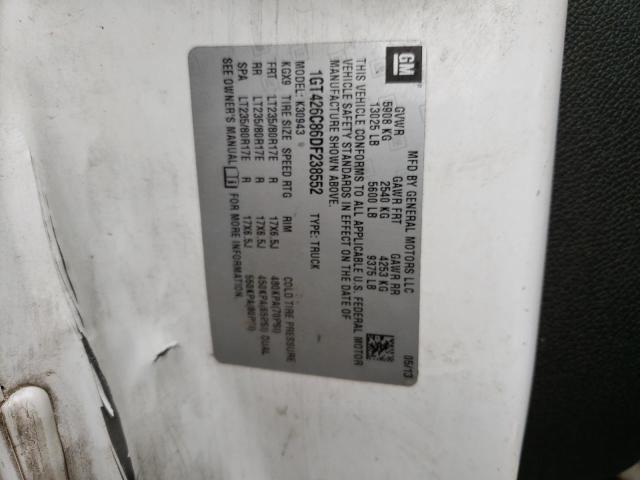 GM
MFD BY GENERAL MOTORS LLC
05/13
GVWR GAWR FRT GAWR RR
5908 KG 2540 KG 4253 KG
13025 LB 5600 LB 9375 LB
THIS VEHICLE CONFORMS TO ALL APPLICABLE U.S. FEDERAL MOTOR
VEHICLE SAFETY STANDARDS IN EFFECT ON THE DATE OF
MANUFACTURE SHOWN ABOVE.
1GT426C86DF238552 TYPE: TRUCK
MODEL: K30943
KGX9 TIRE SIZE SPEED RTG RIM COLD TIRE PRESSURE
FRT LT235/80R17E R 17X6.5J 480KPA(70PSI)
RR LT235/80R17E R 17X6.5J 450KPA(65PSI) DUAL
SPA LT235/80R17E R 17X6.5J 550KPA(80PSI)
SEE OWNER'S MANUAL i FOR MORE INFORMATION.